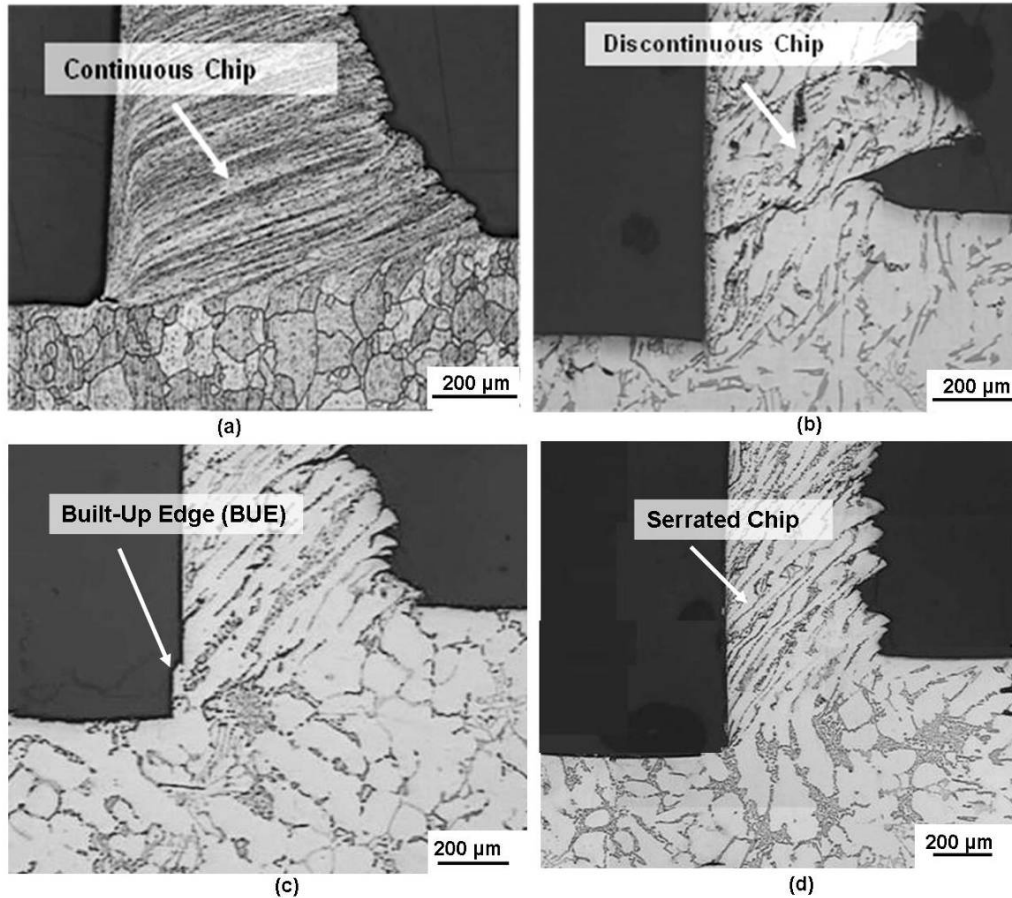 Continuous Chip
200 µm
(a)
Discontinuous Chip
200 µm
(b)
Built-Up Edge (BUE)
200 µm
(c)
Serrated Chip
200 µm
(d)